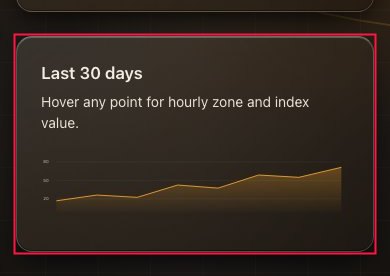 Last 30 days
Hover any point for hourly zone and index
value.
80
50
20